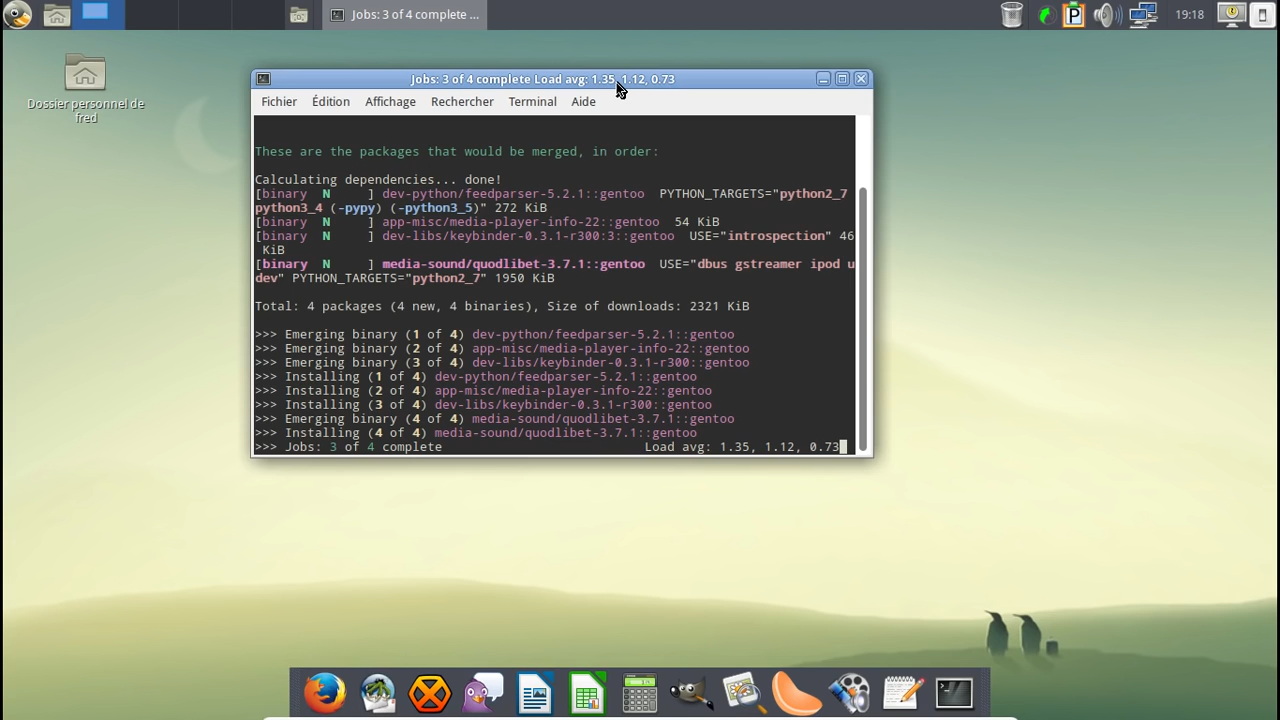 Jobs: 3 of 4 complete ...
19:18
Dossier personnel de
fred
Jobs: 3 of 4 complete Load avg: 1.35, 1.12, 0.73
Fichier Édition Affichage Rechercher Terminal Aide
These are the packages that would be merged, in order:
Calculating dependencies... done!
[binary  N     ] dev-python/feedparser-5.2.1::gentoo  PYTHON_TARGETS="python2_7
python3_4 (-pypy) (-python3_5)" 272 KiB
[binary  N     ] app-misc/media-player-info-22::gentoo  54 KiB
[binary  N     ] dev-libs/keybinder-0.3.1-r300:3::gentoo  USE="introspection" 46
 KiB
[binary  N     ] media-sound/quodlibet-3.7.1::gentoo  USE="dbus gstreamer ipod u
dev" PYTHON_TARGETS="python2_7" 1950 KiB
Total: 4 packages (4 new, 4 binaries), Size of downloads: 2321 KiB
>>> Emerging binary (1 of 4) dev-python/feedparser-5.2.1::gentoo
>>> Emerging binary (2 of 4) app-misc/media-player-info-22::gentoo
>>> Emerging binary (3 of 4) dev-libs/keybinder-0.3.1-r300::gentoo
>>> Installing (1 of 4) dev-python/feedparser-5.2.1::gentoo
>>> Installing (2 of 4) app-misc/media-player-info-22::gentoo
>>> Installing (3 of 4) dev-libs/keybinder-0.3.1-r300::gentoo
>>> Emerging binary (4 of 4) media-sound/quodlibet-3.7.1::gentoo
>>> Installing (4 of 4) media-sound/quodlibet-3.7.1::gentoo
>>> Jobs: 3 of 4 complete                           Load avg: 1.35, 1.12, 0.73